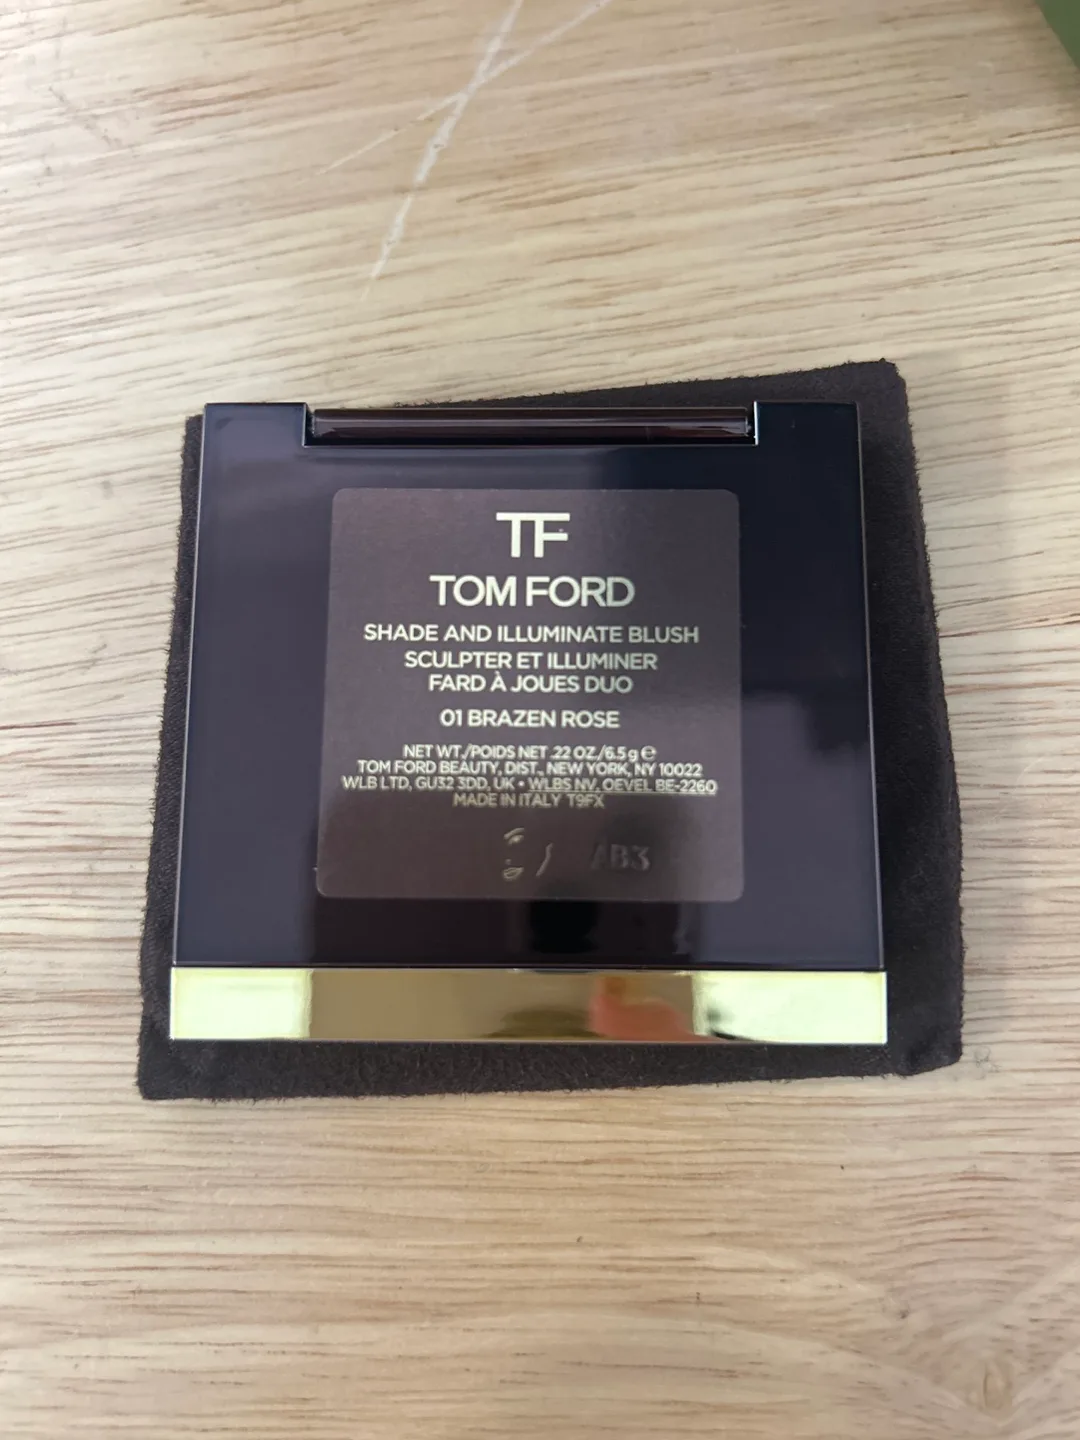 TF
TOM FORD
SHADE AND ILLUMINATE BLUSH
SCULPTER ET ILLUMINER
FARD À JOUES DUO
01 BRAZEN ROSE
NET WT./POIDS NET .22 OZ./6.5 g ℮
TOM FORD BEAUTY, DIST., NEW YORK, NY 10022
WLB LTD, GU32 3DD, UK • WLBS NV, OEVEL BE-2260
MADE IN ITALY T9FX
AB3